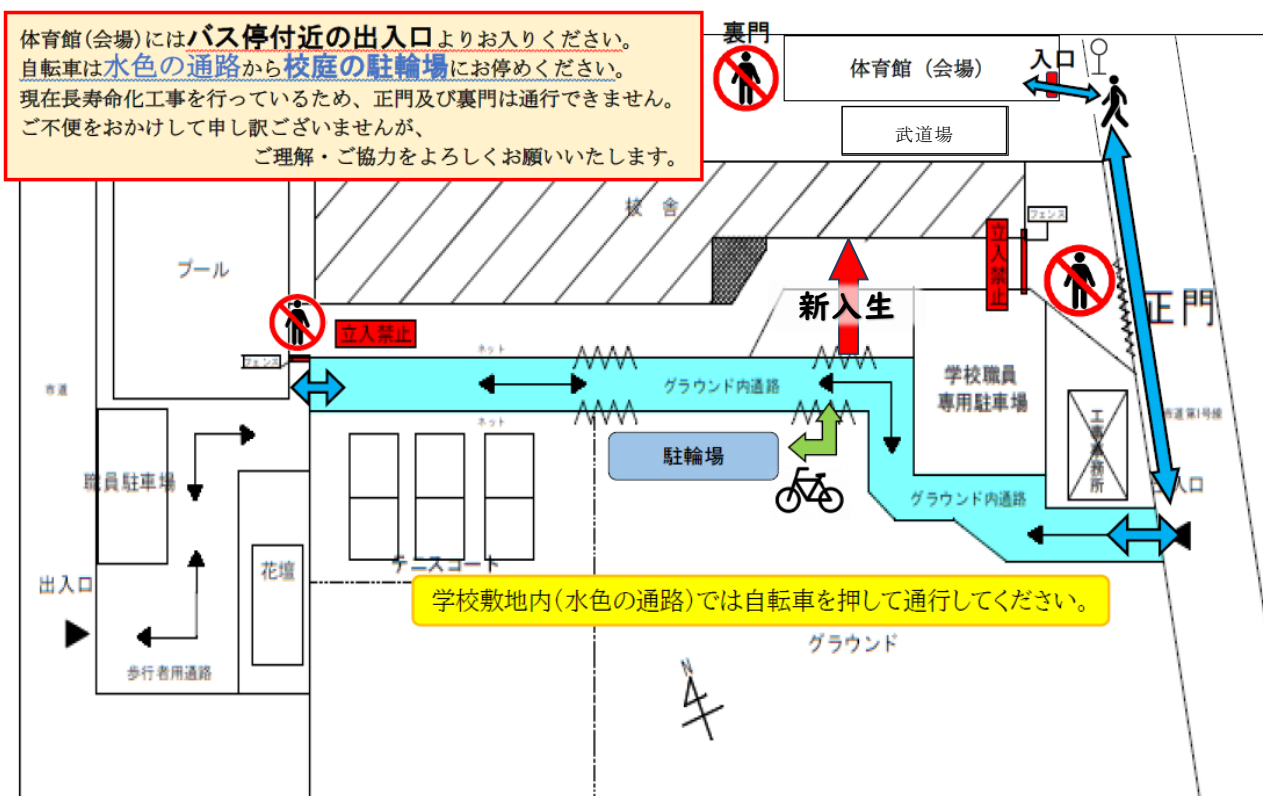 体育館(会場)にはバス停付近の出入口よりお入りください。
自転車は水色の通路から校庭の駐輪場にお停めください。
現在長寿命化工事を行っているため、正門及び裏門は通行できません。
ご不便をおかけして申し訳ございませんが、
ご理解・ご協力をよろしくお願いいたします。
裏門
体育館（会場）
入口
武道場
校 舎
フェンス
立入禁止
プール
新入生
正門
立入禁止
フェンス
ネット
市道
グラウンド内通路
学校職員
専用駐車場
ネット
工事事務所
市道第1号線
駐輪場
職員駐車場
グラウンド内通路
出入口
花壇
テニスコート
出入口
学校敷地内(水色の通路)では自転車を押して通行してください。
グラウンド
歩行者用通路
N